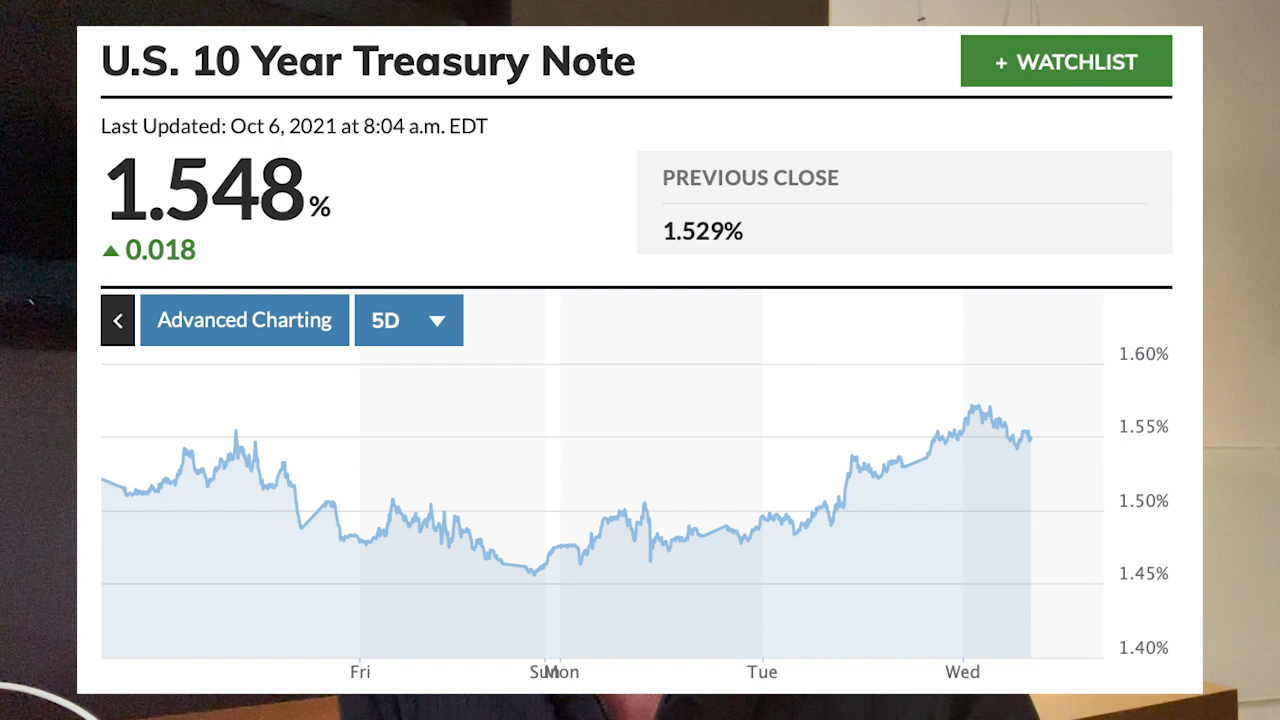 U.S. 10 Year Treasury Note
+ WATCHLIST
Last Updated: Oct 6, 2021 at 8:04 a.m. EDT
1.548%
▲ 0.018
PREVIOUS CLOSE
1.529%
< Advanced Charting 5D ▼
1.60%
1.55%
1.50%
1.45%
1.40%
Fri Sun Mon Tue Wed